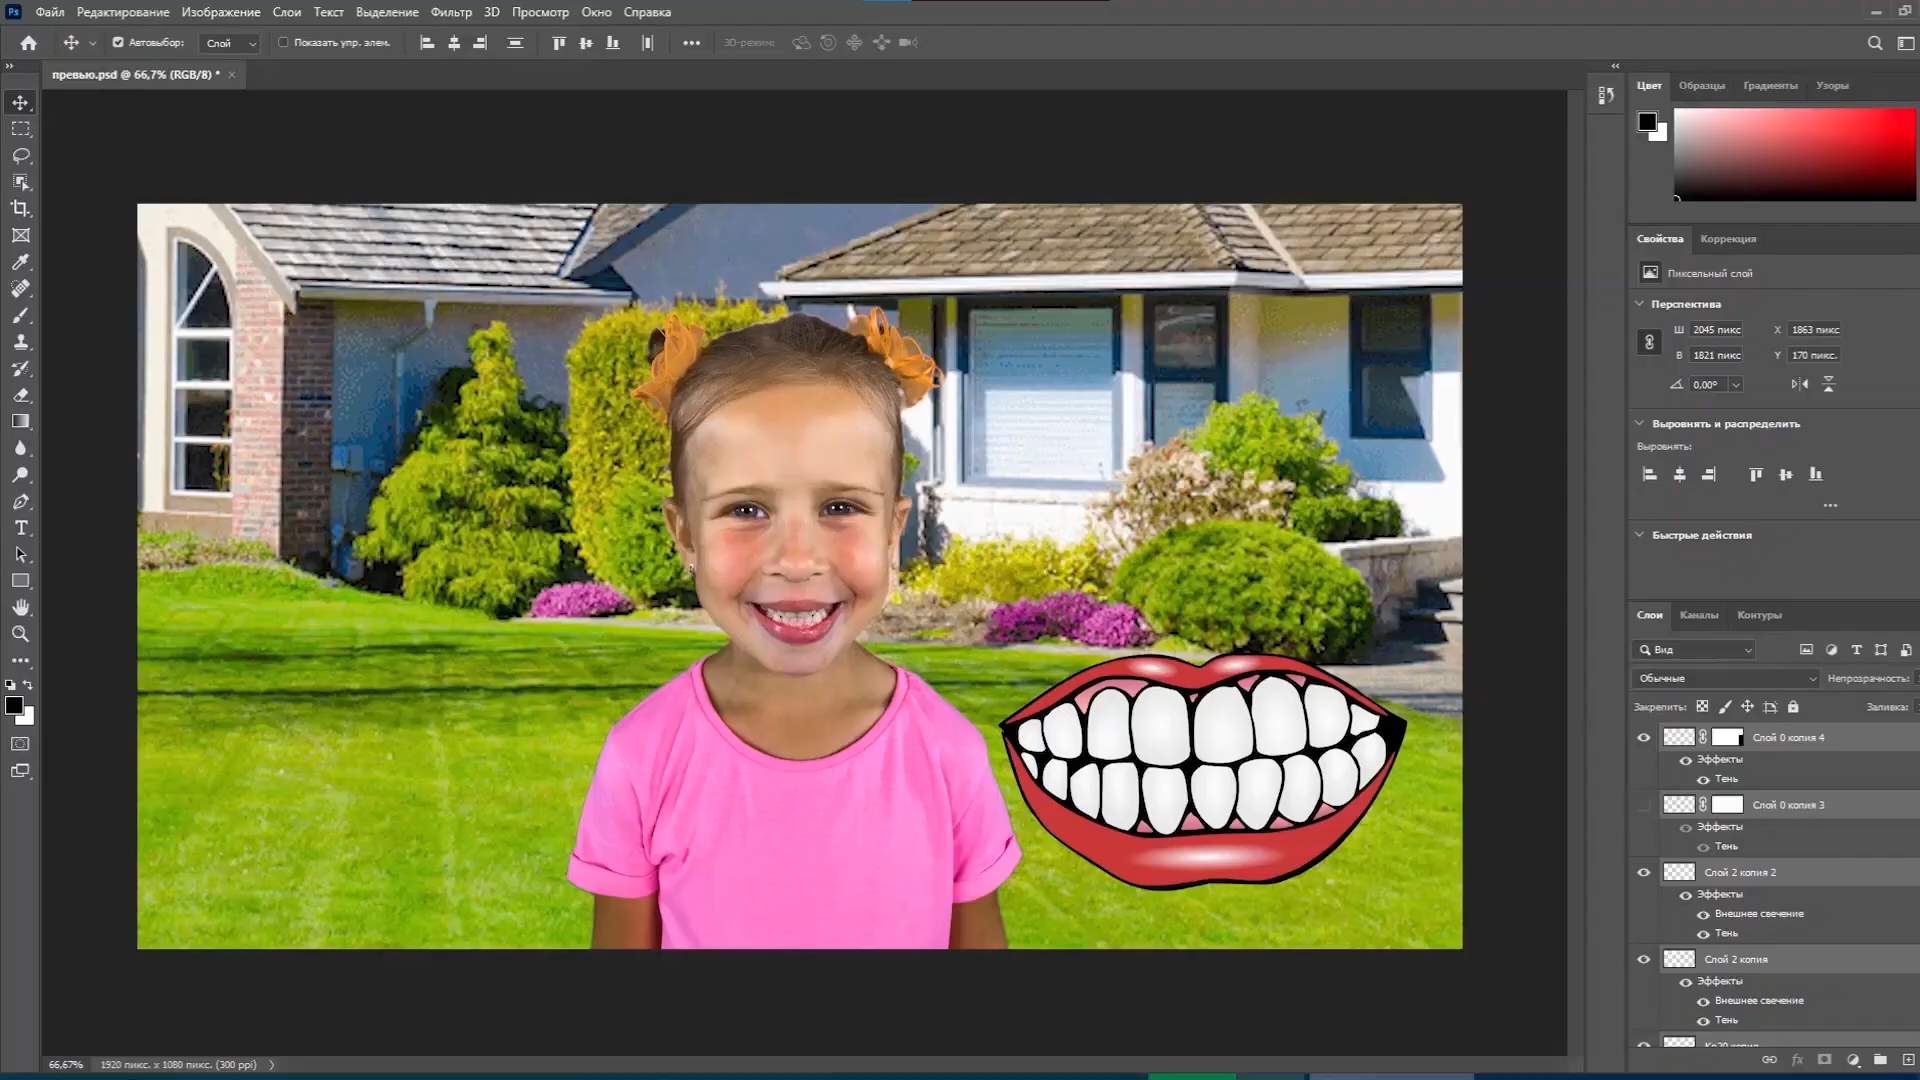 Ps Файл Редактирование Изображение Слои Текст Выделение Фильтр 3D Просмотр Окно Справка
Автовыбор: Слой Показать упр. элем. 3D-режим:
превью.psd @ 66,7% (RGB/8) *
Цвет Образцы Градиенты Узоры
Свойства Коррекция
Пиксельный слой
Перспектива
Ш 2045 пикс X 1863 пикс
В 1821 пикс Y 170 пикс.
0,00°
Выровнять и распределить
Выровнять:
Быстрые действия
Слои Каналы Контуры
Вид
Обычные Непрозрачность:
Закрепить: Заливка:
Слой 0 копия 4
Эффекты
Тень
Слой 0 копия 3
Эффекты
Тень
Слой 2 копия 2
Эффекты
Внешнее свечение
Тень
Слой 2 копия
Эффекты
Внешнее свечение
Тень
fx
66,67% 1920 пикс. x 1080 пикс. (300 ppi)